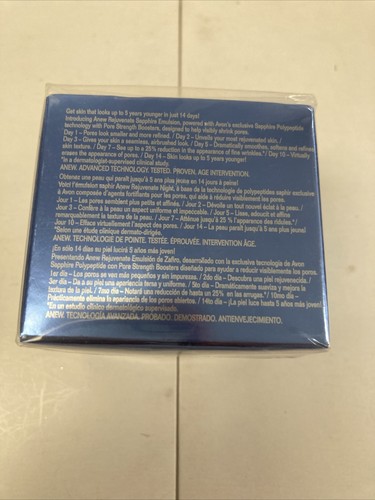 Get skin that looks up to 5 years younger in just 14 days!
Introducing Anew Rejuvenate Sapphire Emulsion, powered with Avon's exclusive Sapphire Polypeptide
technology with Pure Strength Boosters, designed to help visibly shrink pores.
Day 1 – Pores look smaller and more refined. / Day 2 – Unveils your most rejuvenated skin. /
Day 3 – Gives your skin a seamless, airbrushed look. / Day 5 – Dramatically smoothes, softens and refines
skin texture. / Day 7 – See up to a 25% reduction in the appearance of fine wrinkles.* / Day 10 – Virtually
erases the appearance of pores. / Day 14 – Skin looks up to 5 years younger!
*In a dermatologist-supervised clinical study.
ANEW. ADVANCED TECHNOLOGY. TESTED. PROVEN. AGE INTERVENTION.
Obtenez une peau qui paraît jusqu'à 5 ans plus jeune en 14 jours à peine!
Voici l'émulsion saphir Anew Rejuvenate Night, à base de la technologie de polypeptides saphir exclusive
à Avon composée d'agents fortifiants pour les pores, qui aide à réduire visiblement les pores.
Jour 1 – Les pores semblent plus petits et affinés. / Jour 2 – Dévoile un tout nouvel éclat à la peau. /
Jour 3 – Confère à la peau un aspect uniforme et impeccable. / Jour 5 – Lisse, adoucit et affine
remarquablement la texture de la peau. / Jour 7 – Atténue jusqu'à 25 % l'apparence des ridules.* /
Jour 10 – Efface virtuellement l'aspect des pores. / Jour 14 – La peau paraît jusqu'à 5 ans plus jeune!
*Selon une étude clinique dermato-dirigée.
ANEW. TECHNOLOGIE DE POINTE. TESTÉE. ÉPROUVÉE. INTERVENTION ÂGE.
¡En sólo 14 días su piel lucirá 5 años más joven!
Presentando Anew Rejuvenate Emulsión de Zafiro, desarrollado con la exclusiva tecnología de Avon
Sapphire Polypeptide con Pure Strength Boosters diseñado para ayudar a reducir visiblemente los poros.
1er día – Los poros se ven más pequeños y sin impurezas. / 2do día – Descubre una piel rejuvenecida. /
3er día – Da a su piel una apariencia tersa y uniforme. / 5to día – Dramáticamente suaviza y mejora la
textura de la piel. / 7mo día – Notará una reducción de hasta un 25% en las arrugas.* / 10mo día –
Prácticamente elimina la apariencia de los poros abiertos. / 14to día – ¡La piel luce hasta 5 años más joven!
*En un estudio clínico dermatológico supervisado.
ANEW. TECNOLOGÍA AVANZADA. PROBADO. DEMOSTRADO. ANTIENVEJECIMIENTO.